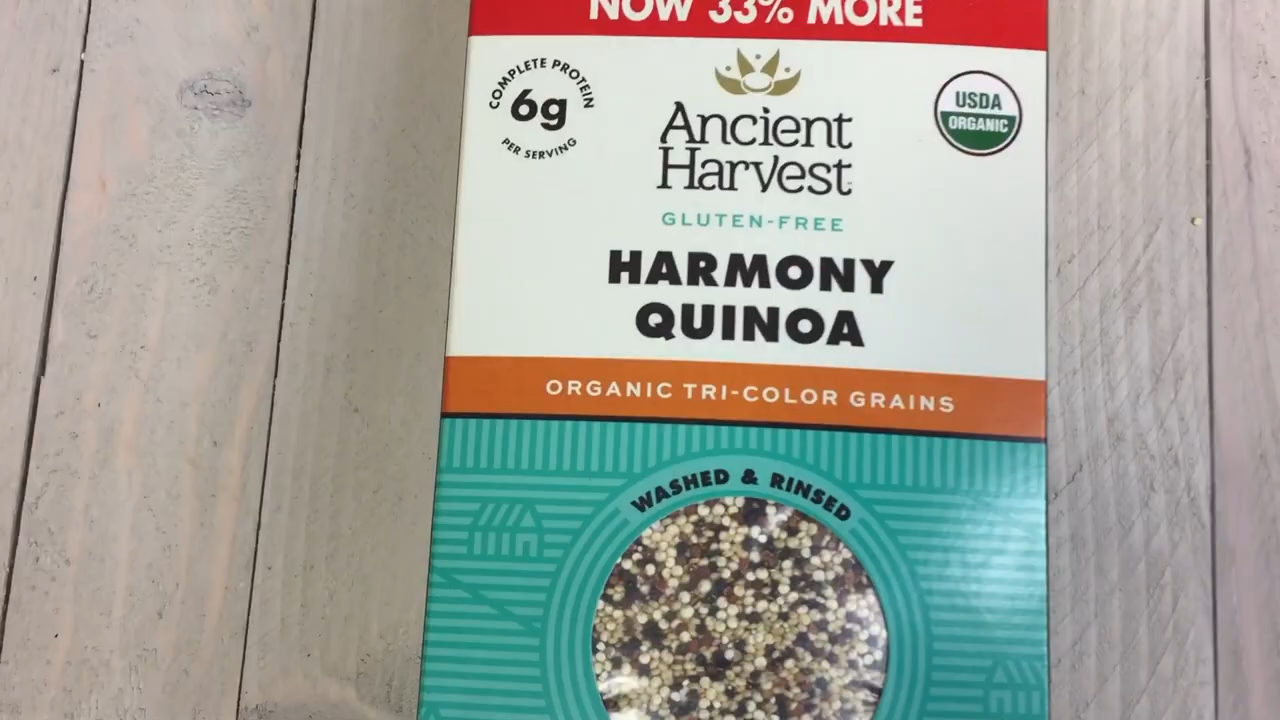 NOW 33% MORE
COMPLETE PROTEIN
6g
PER SERVING
Ancient
Harvest
USDA
ORGANIC
GLUTEN-FREE
HARMONY
QUINOA
ORGANIC TRI-COLOR GRAINS
WASHED & RINSED